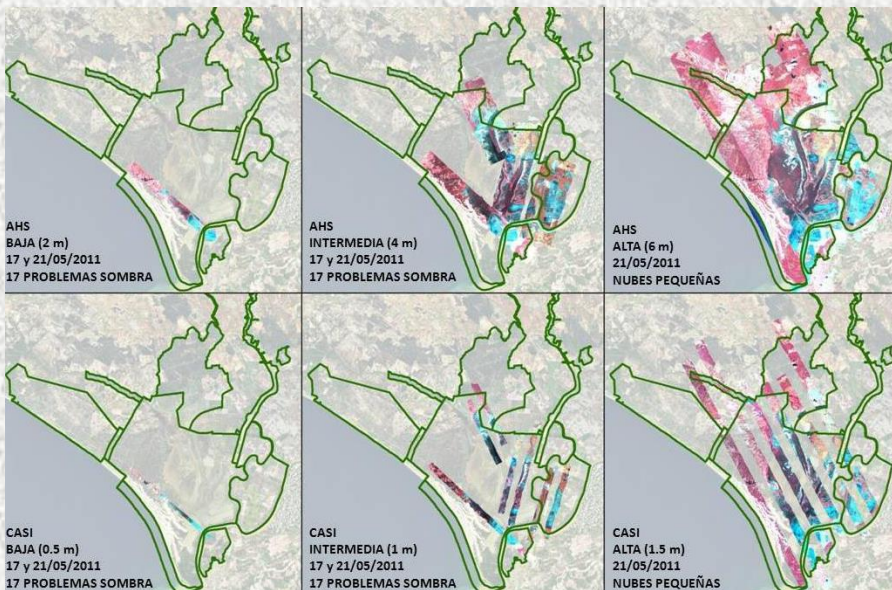 AHS
BAJA (2 m)
17 y 21/05/2011
17 PROBLEMAS SOMBRA
AHS
INTERMEDIA (4 m)
17 y 21/05/2011
17 PROBLEMAS SOMBRA
AHS
ALTA (6 m)
21/05/2011
NUBES PEQUEÑAS
CASI
BAJA (0.5 m)
17 y 21/05/2011
17 PROBLEMAS SOMBRA
CASI
INTERMEDIA (1 m)
17 y 21/05/2011
17 PROBLEMAS SOMBRA
CASI
ALTA (1.5 m)
21/05/2011
NUBES PEQUEÑAS